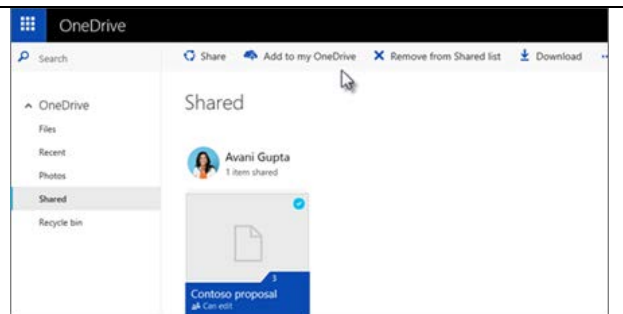 OneDrive
Search
Share Add to my OneDrive Remove from Shared list Download ...
OneDrive
Files
Recent
Photos
Shared
Recycle bin
Shared
Avani Gupta
1 item shared
3
Contoso proposal
Can edit